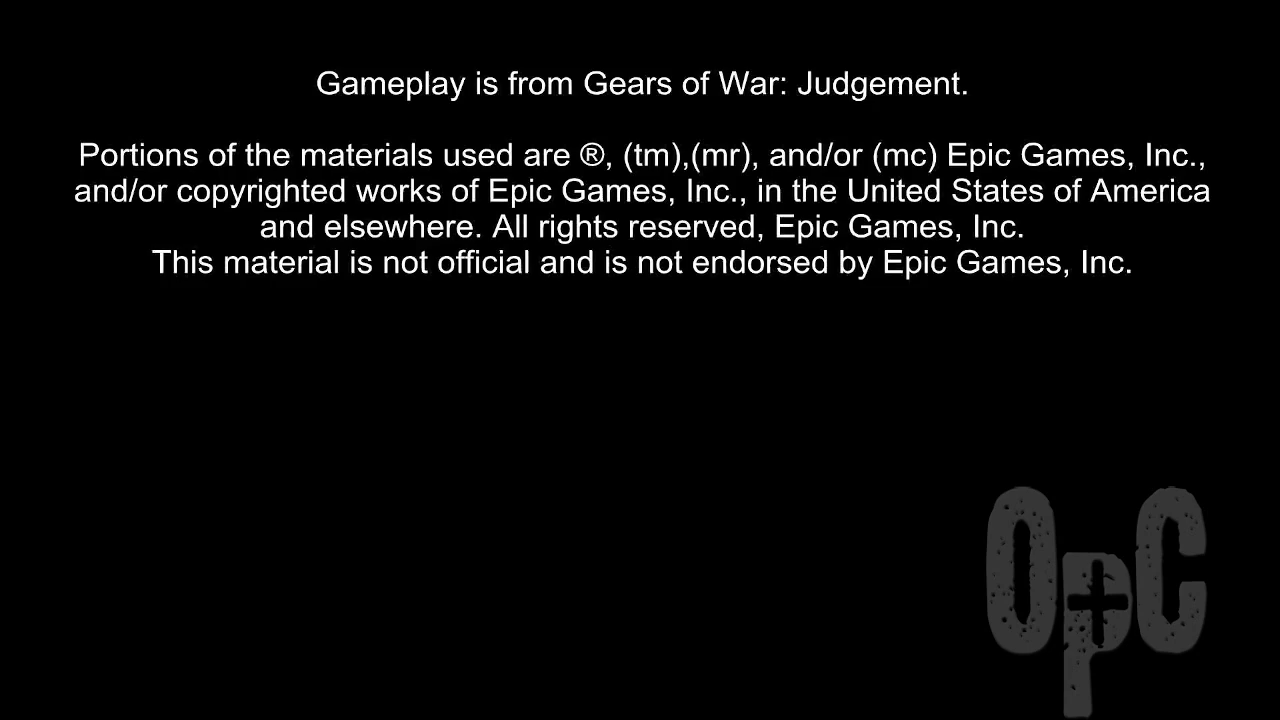 Gameplay is from Gears of War: Judgement.
Portions of the materials used are ®, (tm),(mr), and/or (mc) Epic Games, Inc.,
and/or copyrighted works of Epic Games, Inc., in the United States of America
and elsewhere. All rights reserved, Epic Games, Inc.
This material is not official and is not endorsed by Epic Games, Inc.
OpC